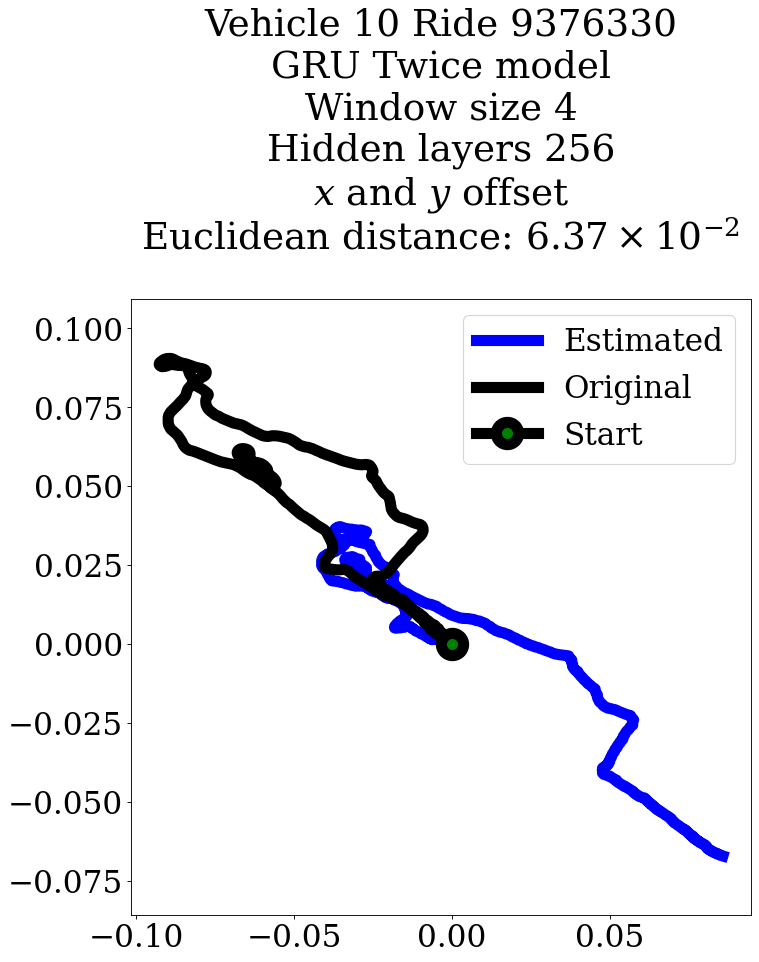 Vehicle 10 Ride 9376330
GRU Twice model
Window size 4
Hidden layers 256
x and y offset
Euclidean distance: 6.37 × 10⁻²
Estimated
Original
Start
0.100
0.075
0.050
0.025
0.000
−0.025
−0.050
−0.075
−0.10 −0.05 0.00 0.05